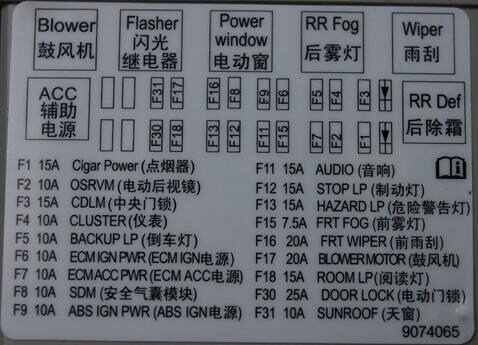 Blower
鼓风机
Flasher
闪光
继电器
Power
window
电动窗
RR Fog
后雾灯
Wiper
雨刮
ACC
辅助
电源
F31 F17 F16 F9 F8 F6 F5 F4 F3
F30 F18 F13 F12 F11 F15 F7 F2 F1
RR Def
后除霜
F1 15A Cigar Power (点烟器)
F2 10A OSRVM (电动后视镜)
F3 15A CDLM (中央门锁)
F4 10A CLUSTER (仪表)
F5 10A BACKUP LP (倒车灯)
F6 10A ECM IGN PWR (ECM IGN电源)
F7 10A ECM ACC PWR (ECM ACC电源)
F8 10A SDM (安全气囊模块)
F9 10A ABS IGN PWR (ABS IGN电源)
F11 15A AUDIO (音响)
F12 15A STOP LP (制动灯)
F13 15A HAZARD LP (危险警告灯)
F15 7.5A FRT FOG (前雾灯)
F16 20A FRT WIPER (前雨刮)
F17 20A BLOWER MOTOR (鼓风机)
F18 15A ROOM LP (阅读灯)
F30 25A DOOR LOCK (电动门锁)
F31 10A SUNROOF (天窗)
9074065